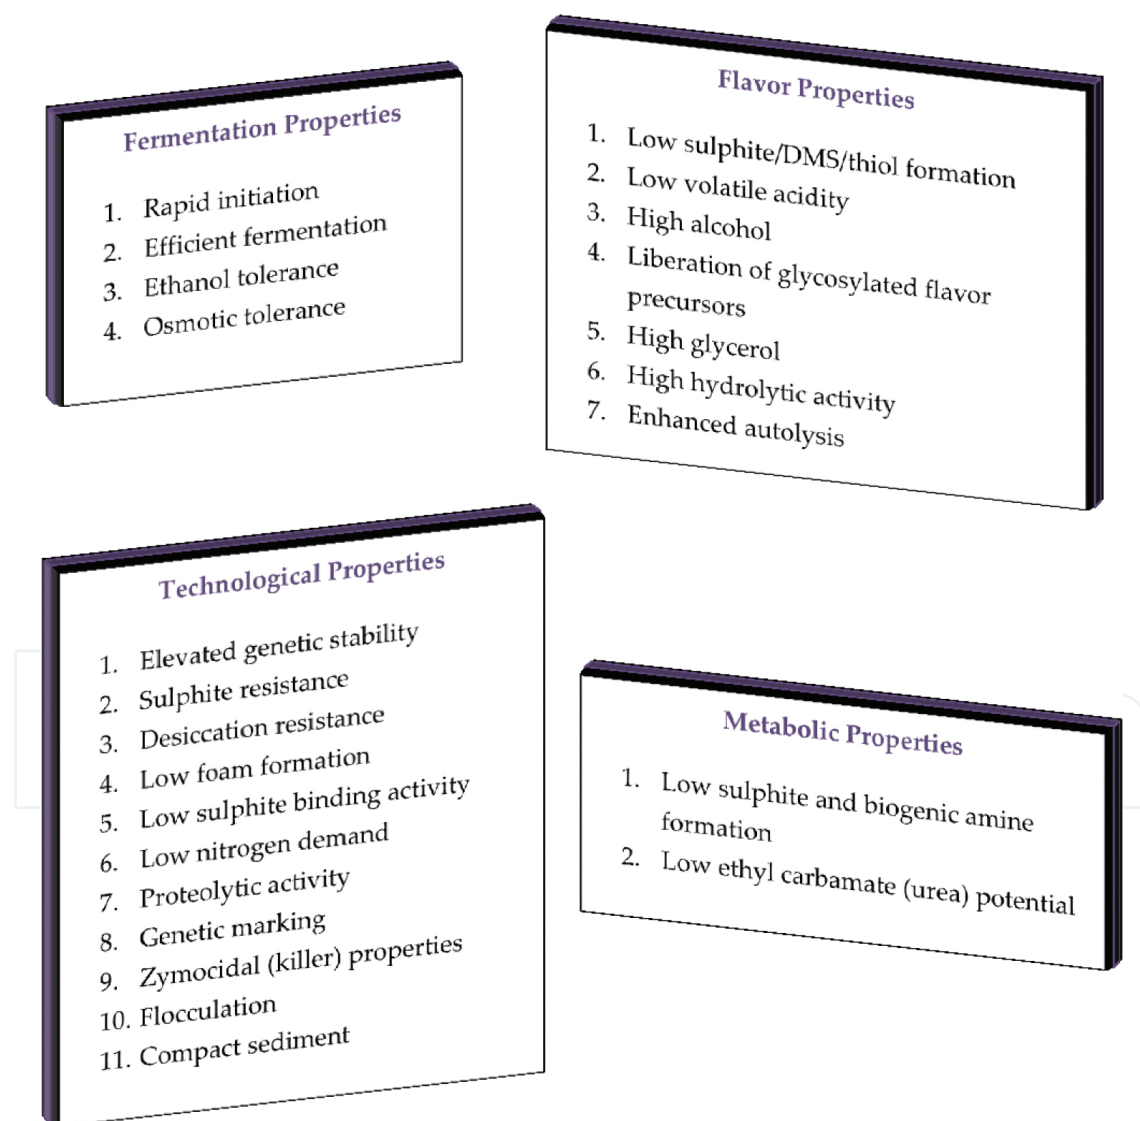 Fermentation Properties
1. Rapid initiation
2. Efficient fermentation
3. Ethanol tolerance
4. Osmotic tolerance
Flavor Properties
1. Low sulphite/DMS/thiol formation
2. Low volatile acidity
3. High alcohol
4. Liberation of glycosylated flavor
precursors
5. High glycerol
6. High hydrolytic activity
7. Enhanced autolysis
Technological Properties
1. Elevated genetic stability
2. Sulphite resistance
3. Desiccation resistance
4. Low foam formation
5. Low sulphite binding activity
6. Low nitrogen demand
7. Proteolytic activity
8. Genetic marking
9. Zymocidal (killer) properties
10. Flocculation
11. Compact sediment
Metabolic Properties
1. Low sulphite and biogenic amine
formation
2. Low ethyl carbamate (urea) potential